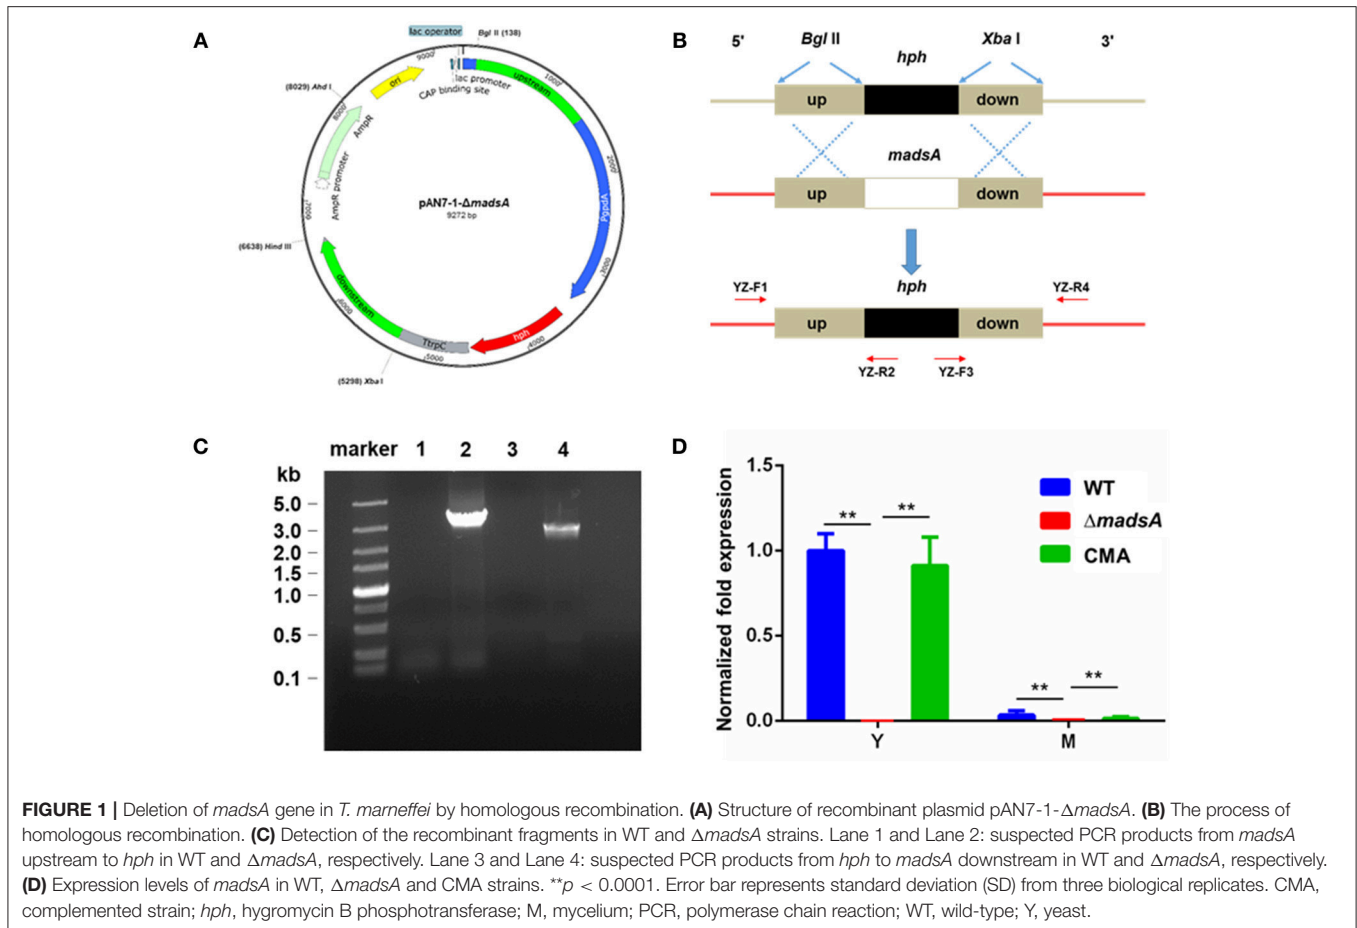 A
lac operator
Bgl II (138)
9000
ori
lac promoter
CAP binding site
upstream
1000
(8029) Ahd I
8000
AmpR
2000
AmpR promoter
7000
pAN7-1-ΔmadsA
9272 bp
PgpdA
(6638) Hind III
3000
downstream
6000
hph
4000
TtrpC
5000
(5298) Xba I
B
5' Bgl II hph Xba I 3'
up down
madsA
up down
hph
YZ-F1 YZ-R4
up down
YZ-R2 YZ-F3
C
marker 1 2 3 4
kb
5.0
3.0
2.0
1.5
1.0
0.5
0.1
D
Normalized fold expression
1.5
1.0
0.5
0.0
** **
** **
Y M
WT
ΔmadsA
CMA
FIGURE 1 | Deletion of madsA gene in T. marneffei by homologous recombination. (A) Structure of recombinant plasmid pAN7-1-ΔmadsA. (B) The process of
homologous recombination. (C) Detection of the recombinant fragments in WT and ΔmadsA strains. Lane 1 and Lane 2: suspected PCR products from madsA
upstream to hph in WT and ΔmadsA, respectively. Lane 3 and Lane 4: suspected PCR products from hph to madsA downstream in WT and ΔmadsA, respectively.
(D) Expression levels of madsA in WT, ΔmadsA and CMA strains. **p < 0.0001. Error bar represents standard deviation (SD) from three biological replicates. CMA,
complemented strain; hph, hygromycin B phosphotransferase; M, mycelium; PCR, polymerase chain reaction; WT, wild-type; Y, yeast.